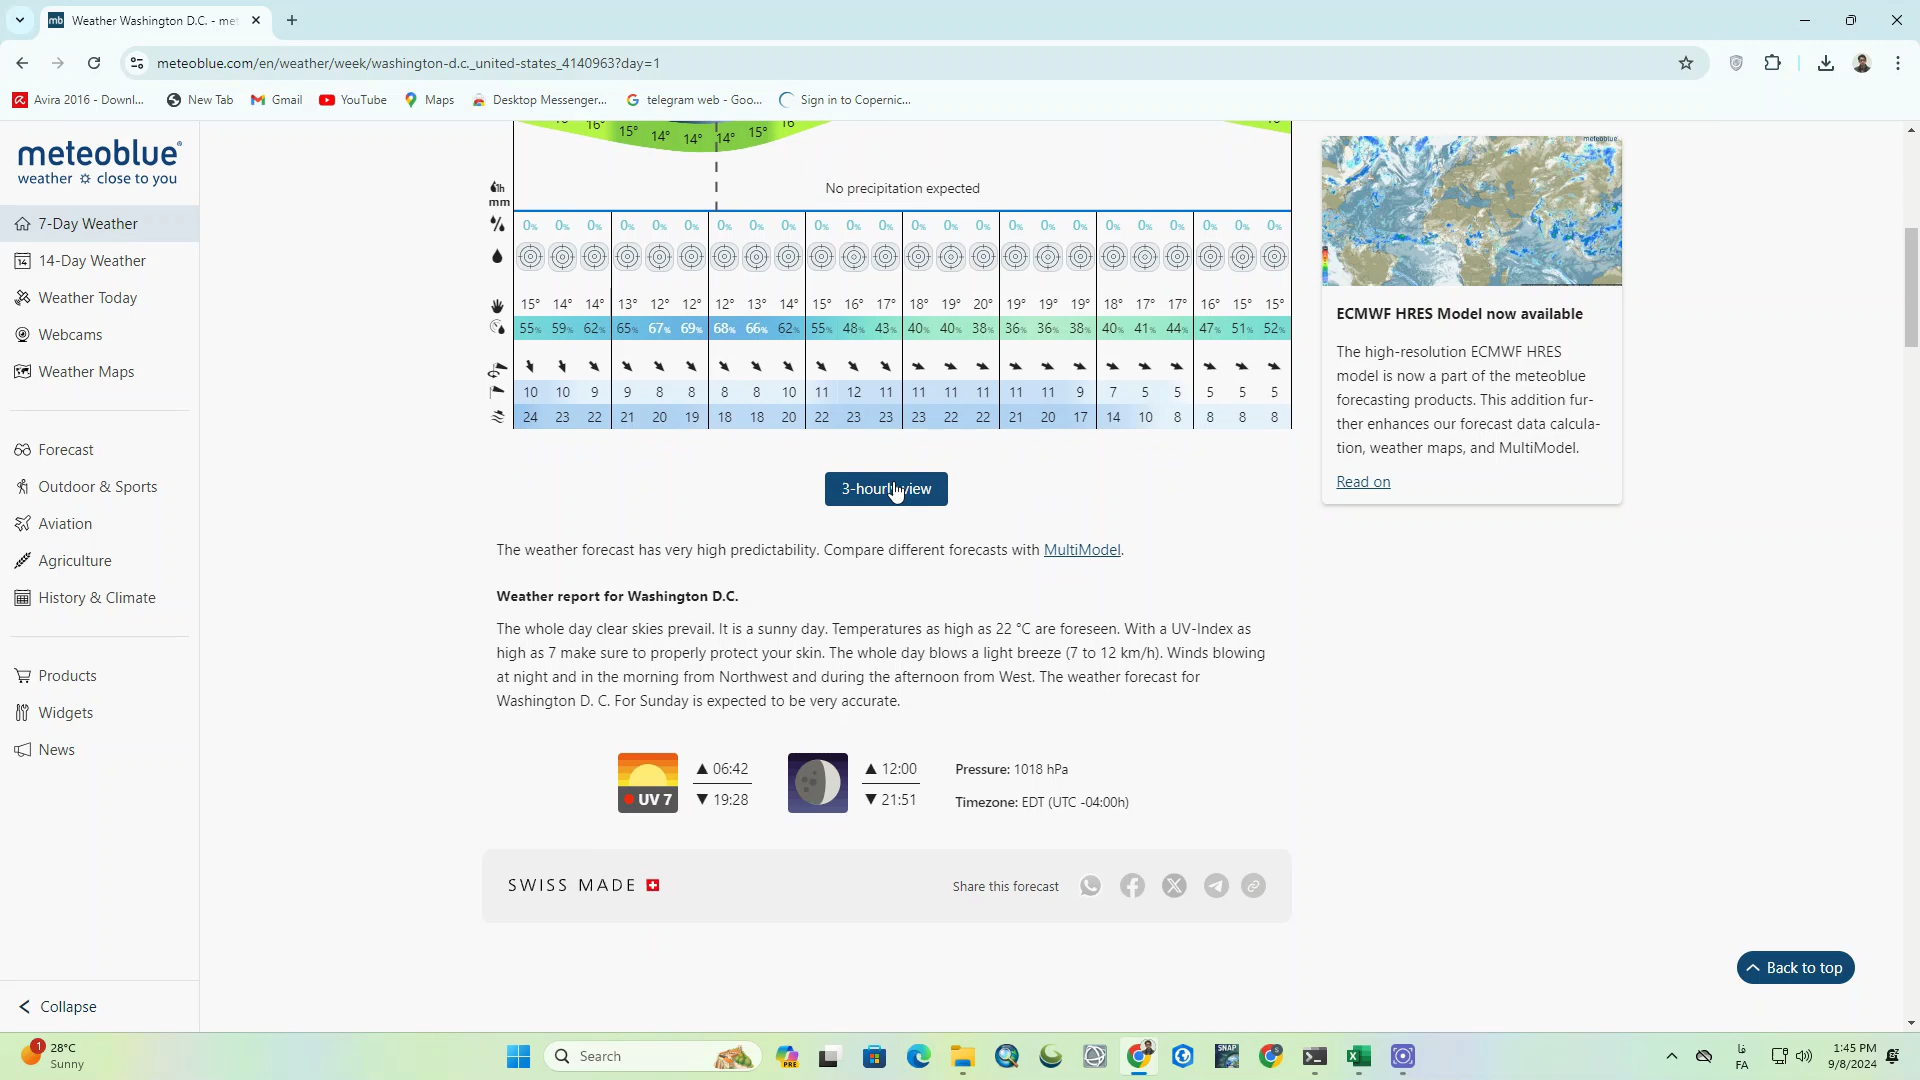 mb Weather Washington D.C. - me
meteoblue.com/en/weather/week/washington-d.c._united-states_4140963?day=1
Avira 2016 - Downl... New Tab Gmail YouTube Maps Desktop Messenger... telegram web - Goo... Sign in to Copernic...
meteoblue
weather close to you
7-Day Weather
14 14-Day Weather
Weather Today
Webcams
Weather Maps
Forecast
Outdoor & Sports
Aviation
Agriculture
History & Climate
Products
Widgets
News
Collapse
16° 15° 14° 14° 14° 15° 16
1h
mm
No precipitation expected
0% 0% 0% 0% 0% 0% 0% 0% 0% 0% 0% 0% 0% 0% 0% 0% 0% 0% 0% 0% 0% 0% 0% 0%
15° 14° 14° 13° 12° 12° 12° 13° 14° 15° 16° 17° 18° 19° 20° 19° 19° 19° 18° 17° 17° 16° 15° 15°
55% 59% 62% 65% 67% 69% 68% 66% 62% 55% 48% 43% 40% 40% 38% 36% 36% 38% 40% 41% 44% 47% 51% 52%
10 10 9 9 8 8 8 8 10 11 12 11 11 11 11 11 11 9 7 5 5 5 5 5
24 23 22 21 20 19 18 18 20 22 23 23 23 22 22 21 20 17 14 10 8 8 8 8
3-hourly view
The weather forecast has very high predictability. Compare different forecasts with MultiModel.
Weather report for Washington D.C.
The whole day clear skies prevail. It is a sunny day. Temperatures as high as 22 °C are foreseen. With a UV-Index as
high as 7 make sure to properly protect your skin. The whole day blows a light breeze (7 to 12 km/h). Winds blowing
at night and in the morning from Northwest and during the afternoon from West. The weather forecast for
Washington D. C. For Sunday is expected to be very accurate.
UV 7
▲ 06:42
▼ 19:28
▲ 12:00
▼ 21:51
Pressure: 1018 hPa
Timezone: EDT (UTC -04:00h)
SWISS MADE
Share this forecast
meteoblue
ECMWF HRES Model now available
The high-resolution ECMWF HRES
model is now a part of the meteoblue
forecasting products. This addition fur-
ther enhances our forecast data calcula-
tion, weather maps, and MultiModel.
Read on
Back to top
1
28°C
Sunny
Search
PRE
SNAP
فا
FA
1:45 PM
9/8/2024